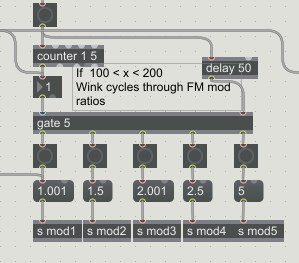 counter 1 5
delay 50
1
If 100 < x < 200
Wink cycles through FM mod
ratios
gate 5
1.001
1.5
2.001
2.5
5
s mod1
s mod2
s mod3
s mod4
s mod5